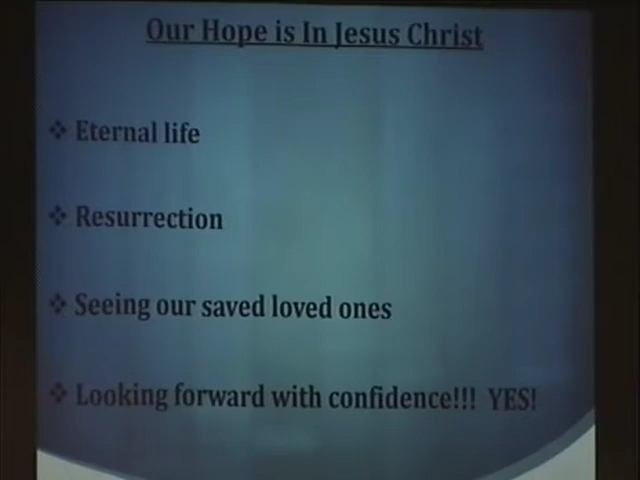 Our Hope is In Jesus Christ
❖ Eternal life
❖ Resurrection
❖ Seeing our saved loved ones
❖ Looking forward with confidence!!! YES!